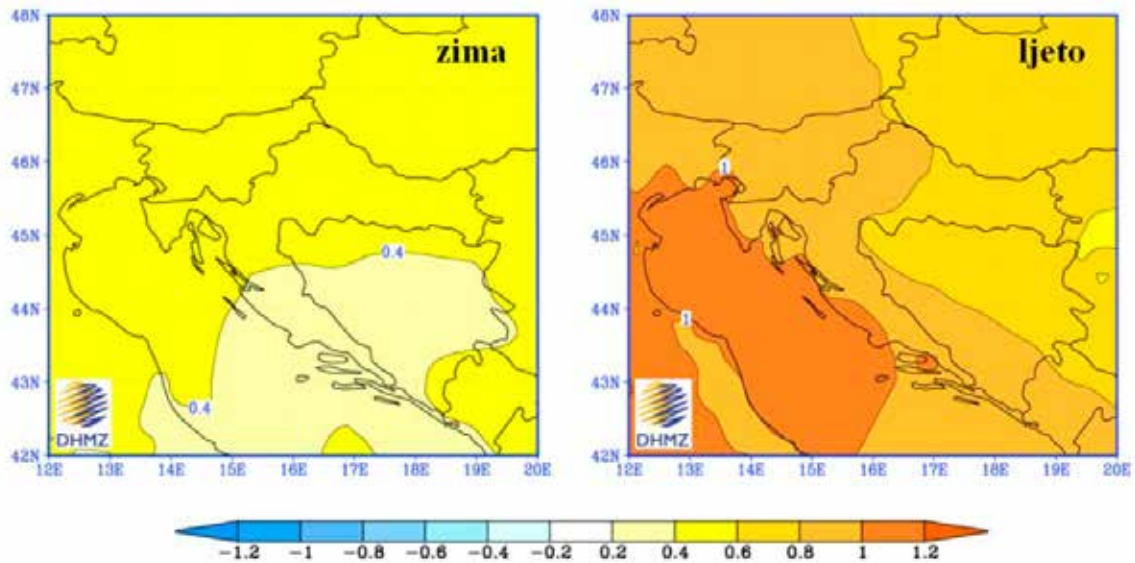 48N
zima
47N
46N
45N
0.4
44N
43N
0.4
DHMZ
42N
12E 13E 14E 15E 16E 17E 18E 19E 20E
48N
ljeto
47N
46N
1
45N
44N
1
43N
DHMZ
42N
12E 13E 14E 15E 16E 17E 18E 19E 20E
-1.2 -1 -0.8 -0.6 -0.4 -0.2 0.2 0.4 0.6 0.8 1 1.2